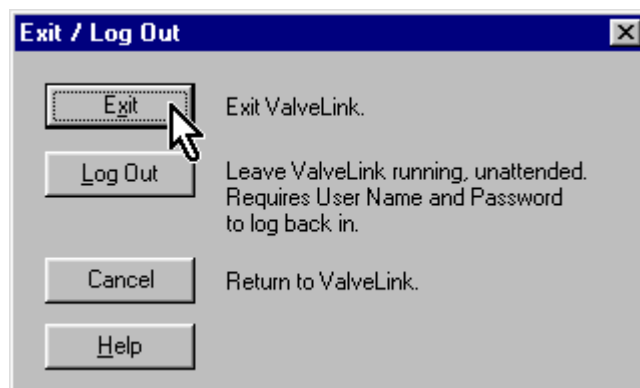 Exit / Log Out
Exit
Exit ValveLink.
Log Out
Leave ValveLink running, unattended.
Requires User Name and Password
to log back in.
Cancel
Return to ValveLink.
Help